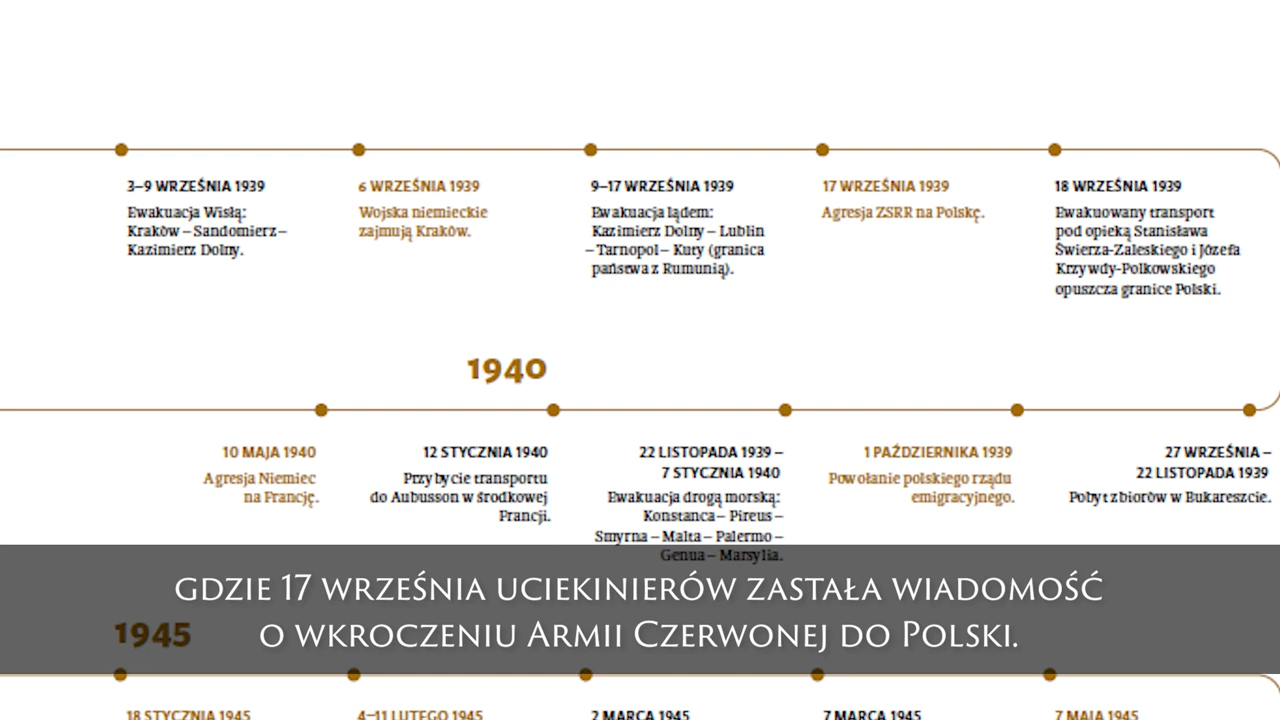 3–9 WRZEŚNIA 1939
Ewakuacja Wisłą:
Kraków – Sandomierz –
Kazimierz Dolny.
6 WRZEŚNIA 1939
Wojska niemieckie
zajmują Kraków.
9–17 WRZEŚNIA 1939
Ewakuacja lądem:
Kazimierz Dolny – Lublin
– Tarnopol – Kuty (granica
państwa z Rumunią).
17 WRZEŚNIA 1939
Agresja ZSRR na Polskę.
18 WRZEŚNIA 1939
Ewakuowany transport
pod opieką Stanisława
Świerza-Zaleskiego i Józefa
Krzywdy-Polkowskiego
opuszcza granice Polski.
1940
10 MAJA 1940
Agresja Niemiec
na Francję.
12 STYCZNIA 1940
Przybycie transportu
do Aubusson w środkowej
Francji.
22 LISTOPADA 1939 –
7 STYCZNIA 1940
Ewakuacja drogą morską:
Konstanca – Pireus –
Smyrna – Malta – Palermo –
Genua – Marsylia.
1 PAŹDZIERNIKA 1939
Powołanie polskiego rządu
emigracyjnego.
27 WRZEŚNIA –
22 LISTOPADA 1939
Pobyt zbiorów w Bukareszcie.
gdzie 17 września uciekinierów zastała wiadomość
o wkroczeniu Armii Czerwonej do Polski.
1945
18 STYCZNIA 1945
4–11 LUTEGO 1945
2 MARCA 1945
7 MARCA 1945
7 MAJA 1945